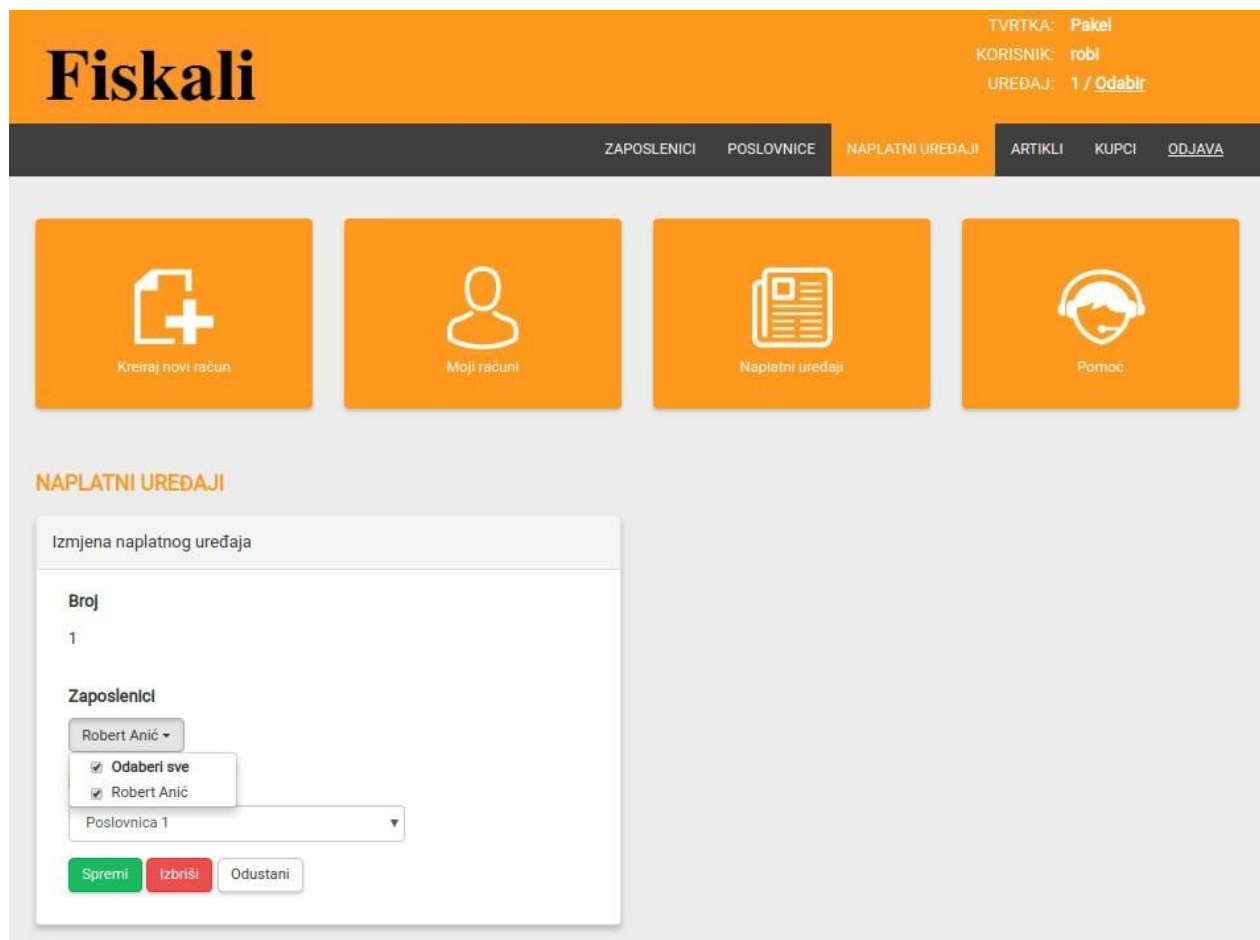 Fiskali
TVRTKA: Pakel
KORISNIK: robi
UREĐAJ: 1 / Odabir
ZAPOSLENICI POSLOVNICE NAPLATNI UREĐAJI ARTIKLI KUPCI ODJAVA
Kreiraj novi račun
Moji računi
Naplatni uređaji
Pomoć
NAPLATNI UREĐAJI
Izmjena naplatnog uređaja
Broj
1
Zaposlenici
Robert Anić
Odaberi sve
Robert Anić
Poslovnica 1
Spremi Izbriši Odustani